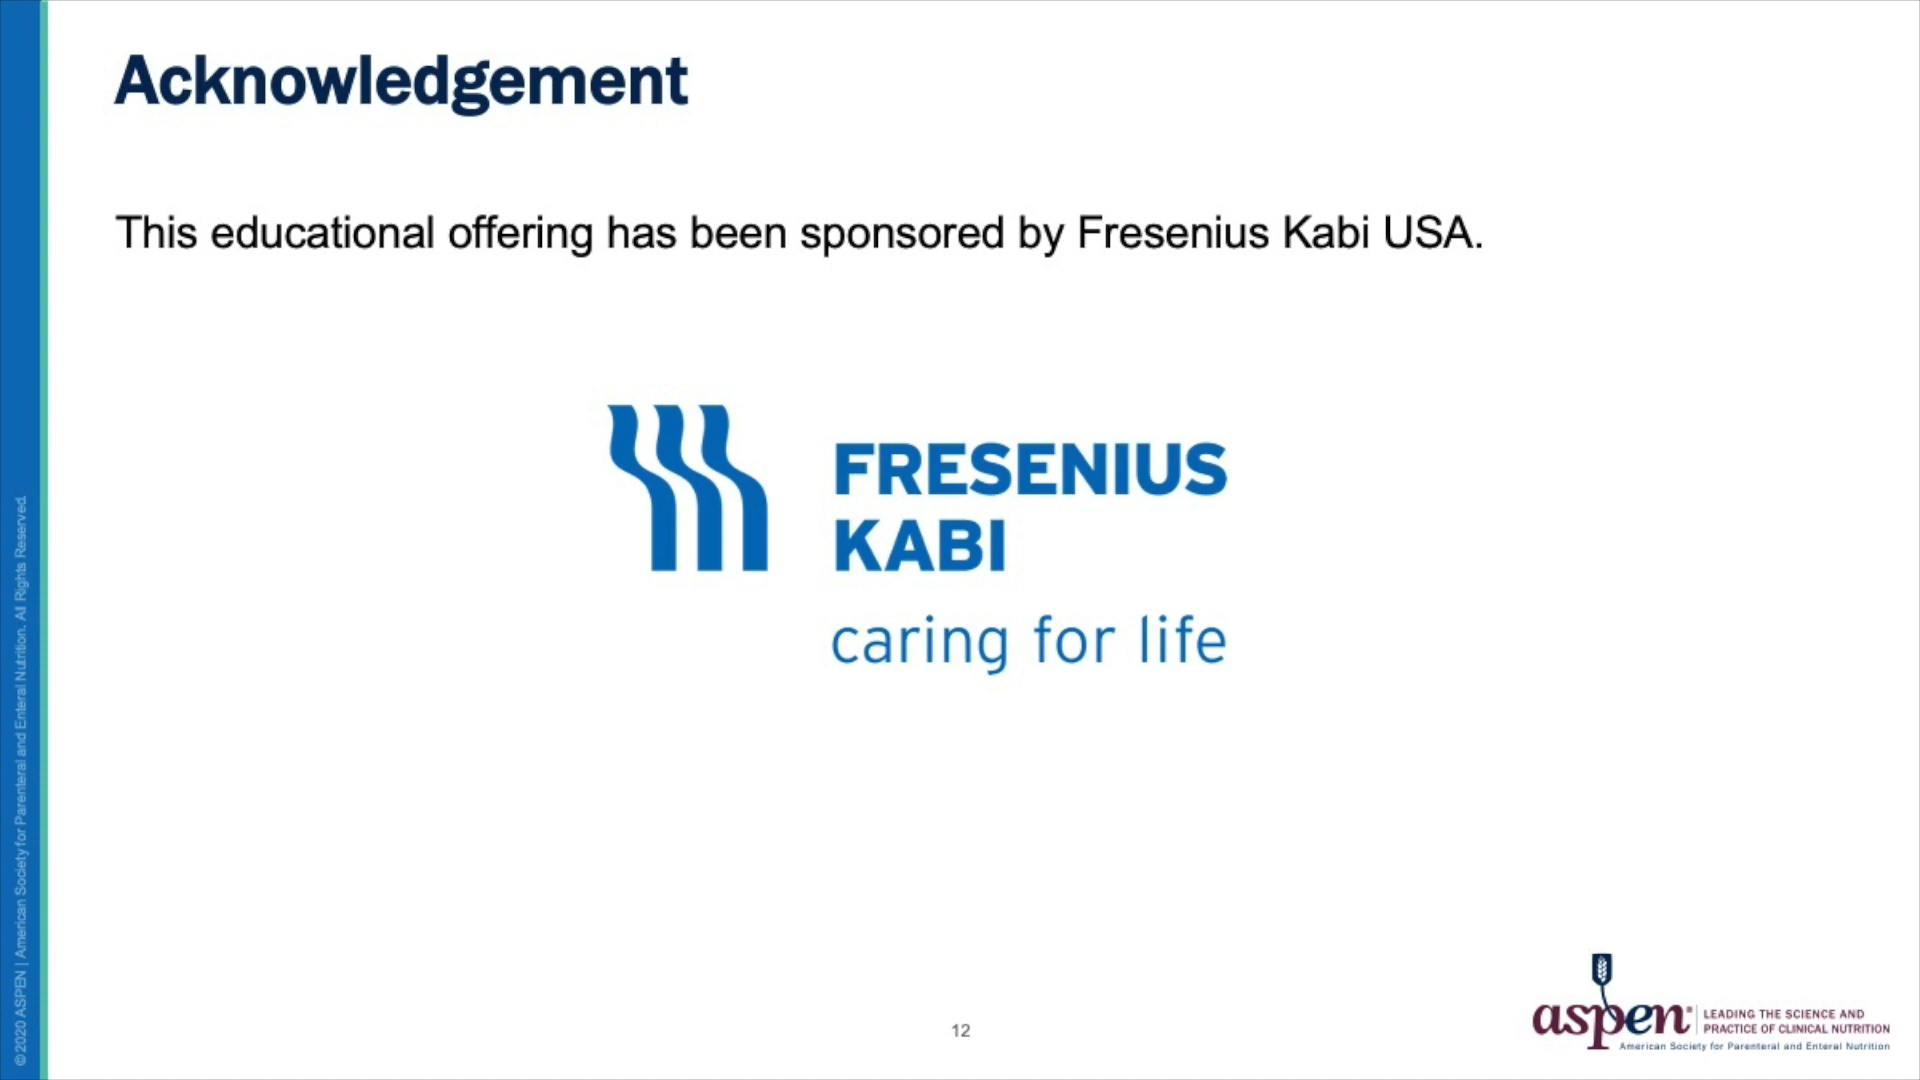 Acknowledgement
This educational offering has been sponsored by Fresenius Kabi USA.
FRESENIUS
KABI
caring for life
©2020 ASPEN | American Society for Parenteral and Enteral Nutrition. All Rights Reserved.
12
aspen®
LEADING THE SCIENCE AND
PRACTICE OF CLINICAL NUTRITION
American Society for Parenteral and Enteral Nutrition